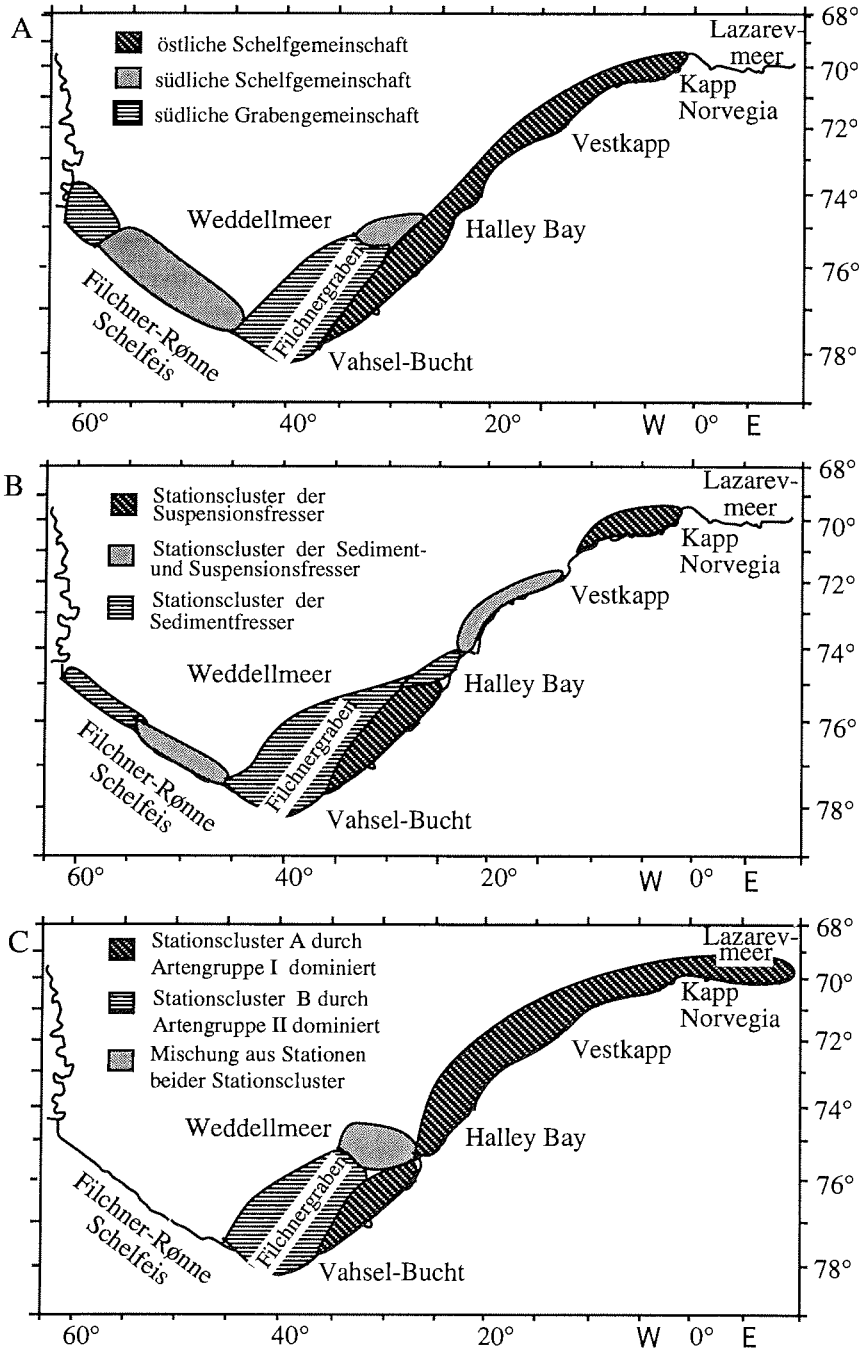 A
östliche Schelfgemeinschaft
südliche Schelfgemeinschaft
südliche Grabengemeinschaft
Lazarev-
meer
Kapp
Norvegia
Vestkapp
Halley Bay
Weddellmeer
Filchnergraben
Filchner-Rønne
Schelfeis
Vahsel-Bucht
68°
70°
72°
74°
76°
78°
60° 40° 20° W 0° E
B
Stationscluster der
Suspensionsfresser
Stationscluster der Sediment-
und Suspensionsfresser
Stationscluster der
Sedimentfresser
Lazarev-
meer
Kapp
Norvegia
Vestkapp
Halley Bay
Weddellmeer
Filchnergraben
Filchner-Rønne
Schelfeis
Vahsel-Bucht
68°
70°
72°
74°
76°
78°
60° 40° 20° W 0° E
C
Stationscluster A durch
Artengruppe I dominiert
Stationscluster B durch
Artengruppe II dominiert
Mischung aus Stationen
beider Stationscluster
Lazarev-
meer
Kapp
Norvegia
Vestkapp
Halley Bay
Weddellmeer
Filchnergraben
Filchner-Rønne
Schelfeis
Vahsel-Bucht
68°
70°
72°
74°
76°
78°
60° 40° 20° W 0° E